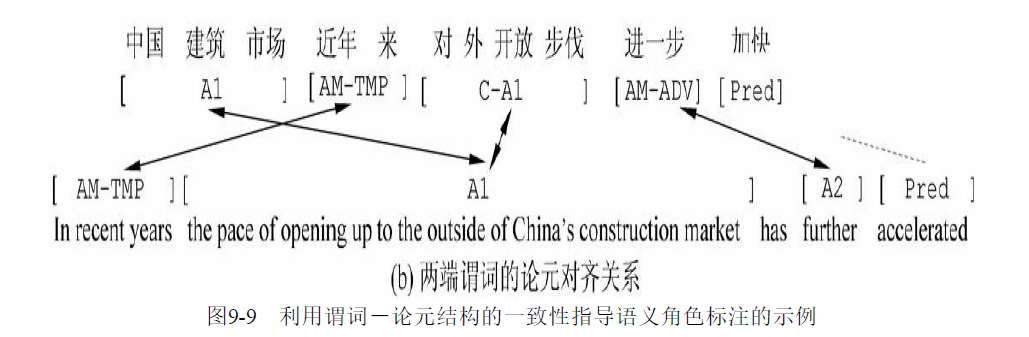 中国 建筑 市场 近年 来 对 外 开放 步伐 进一步 加快
[ A1 ] [AM-TMP ] [ C-A1 ] [AM-ADV] [Pred]
[ AM-TMP ] [ A1 ] [ A2 ] [ Pred ]
In recent years the pace of opening up to the outside of China's construction market has further accelerated
(b) 两端谓词的论元对齐关系
图9-9 利用谓词-论元结构的一致性指导语义角色标注的示例